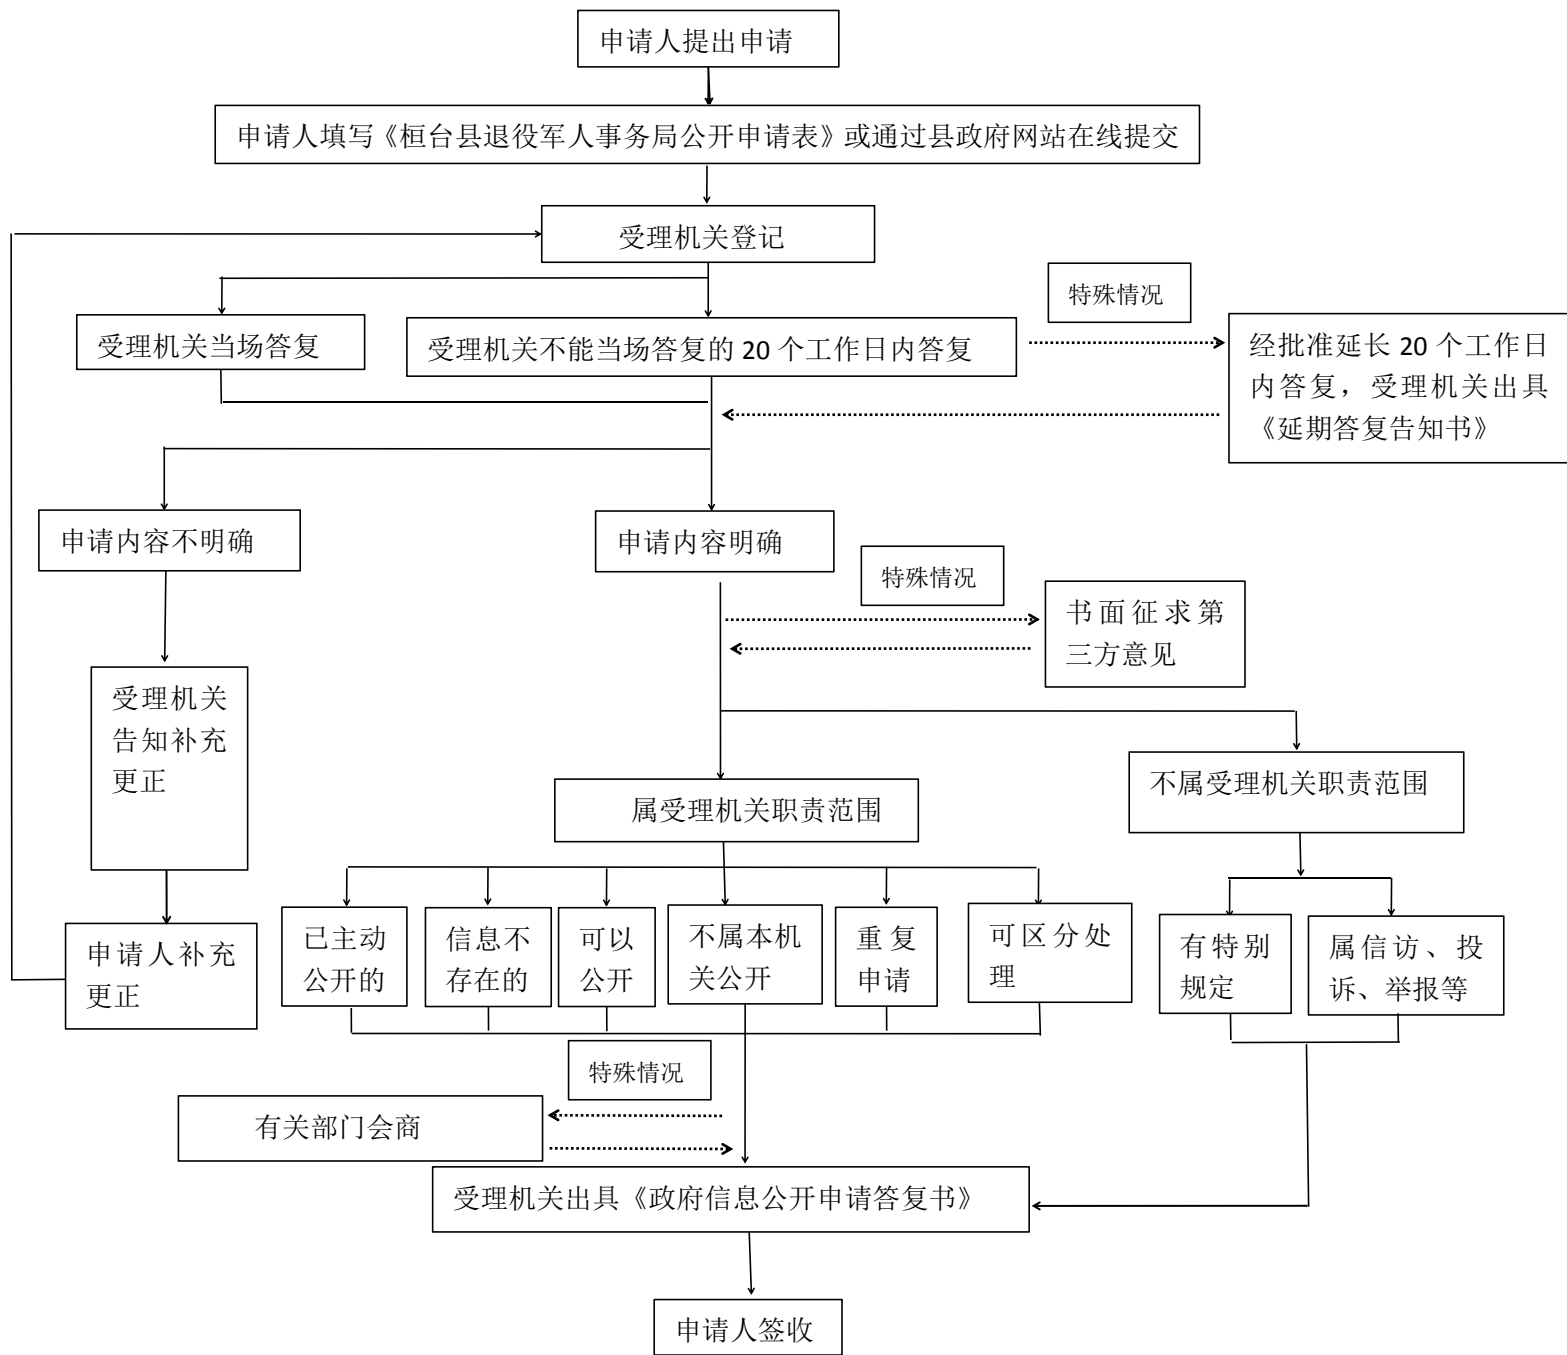 申请人提出申请
申请人填写《桓台县退役军人事务局公开申请表》或通过县政府网站在线提交
受理机关登记
特殊情况
受理机关当场答复
受理机关不能当场答复的 20 个工作日内答复
经批准延长 20 个工作日
内答复，受理机关出具
《延期答复告知书》
申请内容不明确
申请内容明确
特殊情况
书面征求第
三方意见
受理机关
告知补充
更正
不属受理机关职责范围
属受理机关职责范围
申请人补充
更正
已主动
公开的
信息不
存在的
可以
公开
不属本机
关公开
重复
申请
可区分处
理
有特别
规定
属信访、投
诉、举报等
特殊情况
有关部门会商
受理机关出具《政府信息公开申请答复书》
申请人签收